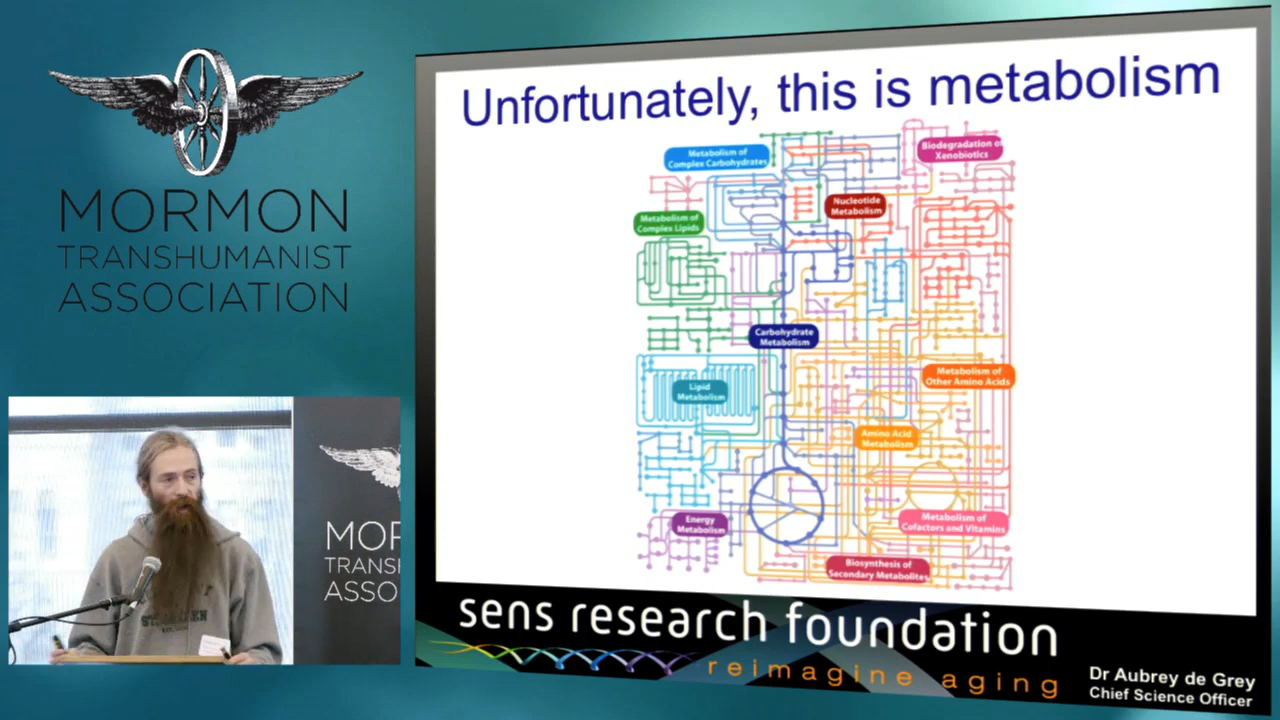 MORMON
TRANSHUMANIST
ASSOCIATION
Unfortunately, this is metabolism
Metabolism of
Complex Carbohydrates
Biodegradation of
Xenobiotics
Nucleotide
Metabolism
Metabolism of
Complex Lipids
Carbohydrate
Metabolism
Lipid
Metabolism
Metabolism of
Other Amino Acids
Amino Acid
Metabolism
Energy
Metabolism
Metabolism of
Cofactors and Vitamins
Biosynthesis of
Secondary Metabolites
sens research foundation
reimagine aging
Dr Aubrey de Grey
Chief Science Officer
MOR
TRANS
ASSO